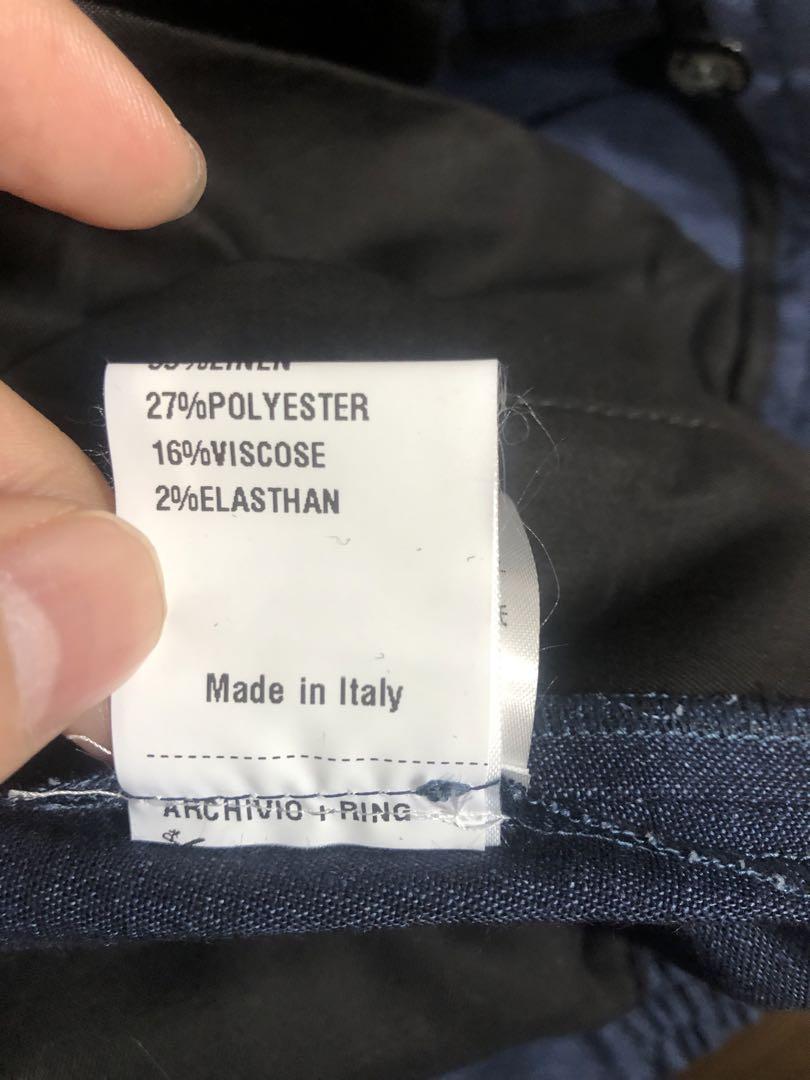 27%POLYESTER
16%VISCOSE
2%ELASTHAN
Made in Italy
ARCHIVIO + RING